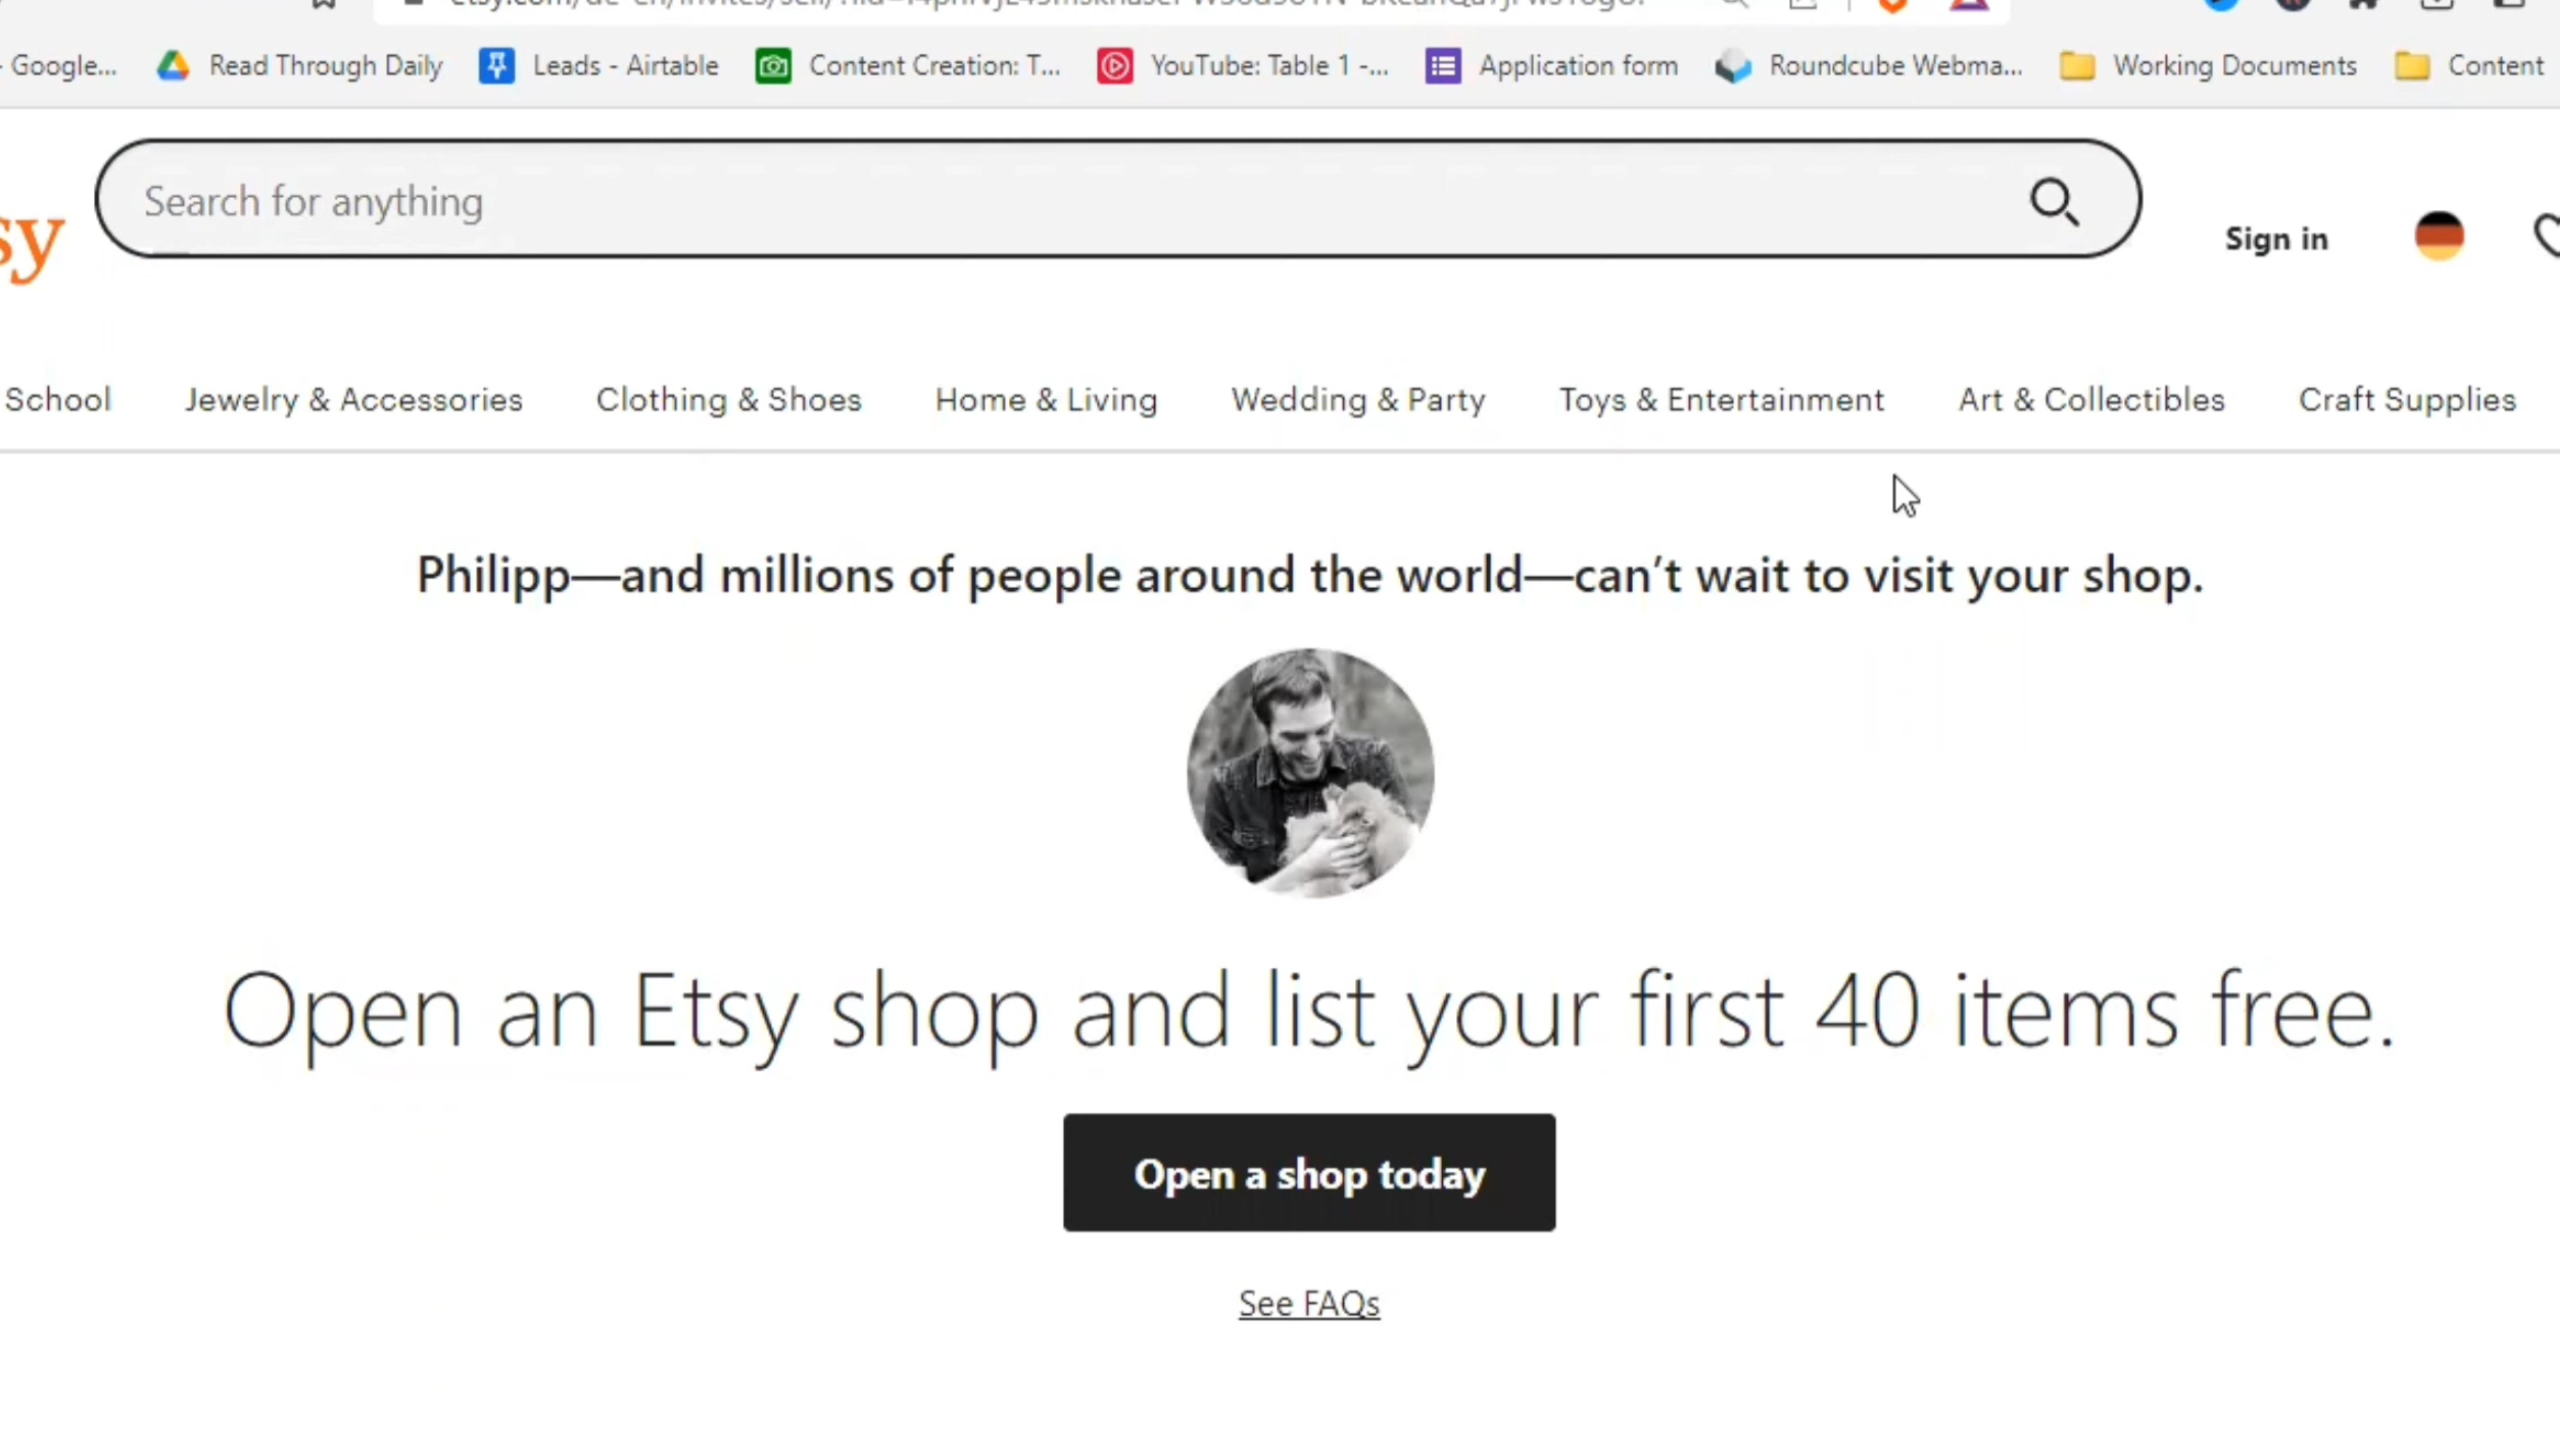 Google...
Read Through Daily
Leads - Airtable
Content Creation: T...
YouTube: Table 1 -...
Application form
Roundcube Webma...
Working Documents
Content
sy
Search for anything
Sign in
School
Jewelry & Accessories
Clothing & Shoes
Home & Living
Wedding & Party
Toys & Entertainment
Art & Collectibles
Craft Supplies
Philipp—and millions of people around the world—can't wait to visit your shop.
Open an Etsy shop and list your first 40 items free.
Open a shop today
See FAQs